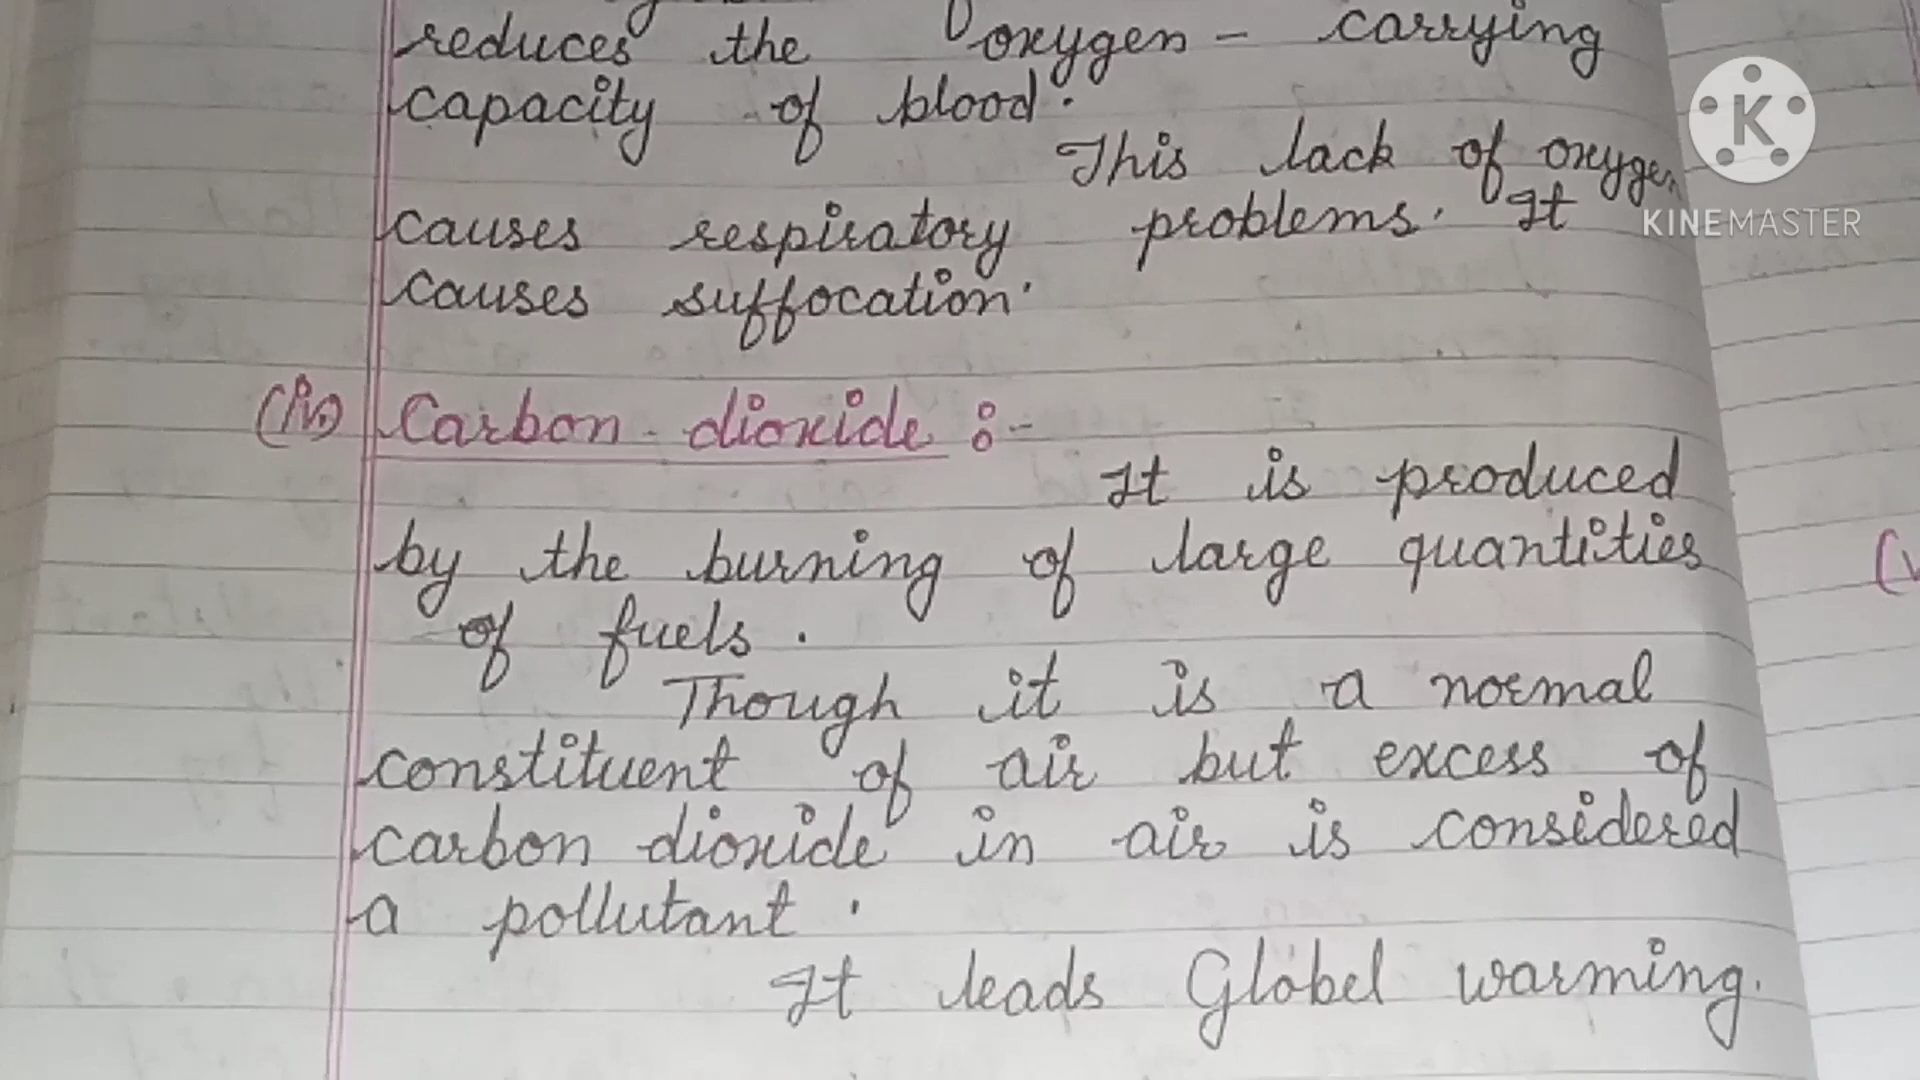 reduces the oxygen - carrying
capacity of blood.
This lack of oxygen
causes respiratory problems. It
causes suffocation.
(iv) Carbon dioxide :-
It is produced
by the burning of large quantities
of fuels.
Though it is a normal
constituent of air but excess of
carbon dioxide in air is considered
a pollutant.
It leads Globel warming.
K
KINEMASTER